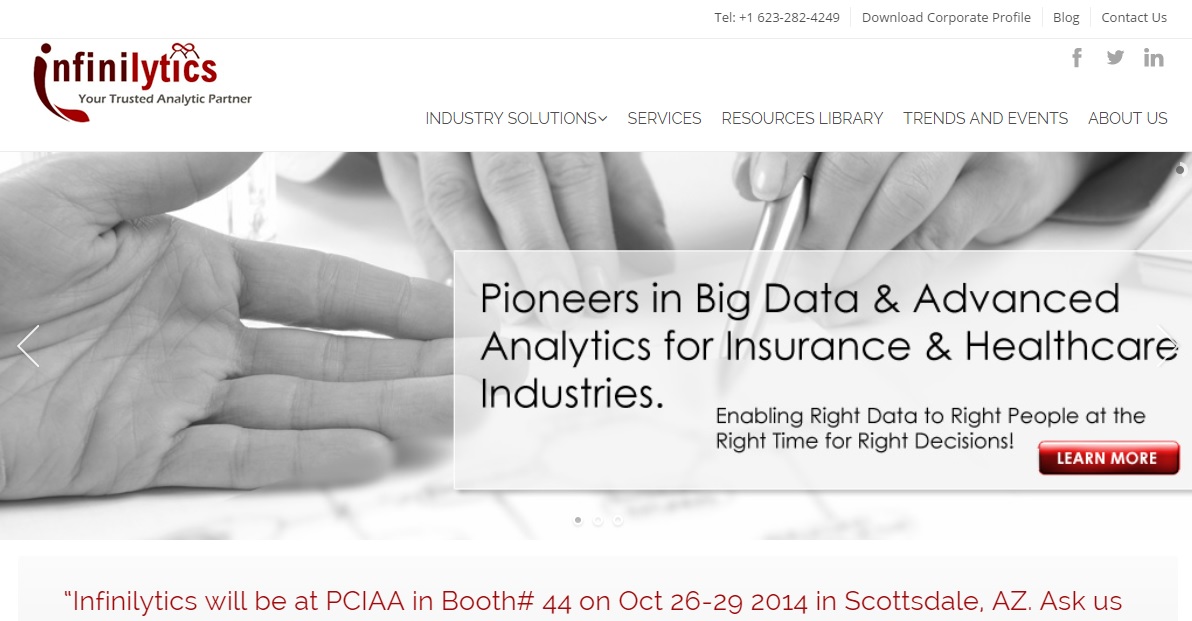 Tel: +1 623-282-4249 Download Corporate Profile Blog Contact Us
infinilytics
Your Trusted Analytic Partner
INDUSTRY SOLUTIONS SERVICES RESOURCES LIBRARY TRENDS AND EVENTS ABOUT US
Pioneers in Big Data & Advanced
Analytics for Insurance & Healthcare
Industries.
Enabling Right Data to Right People at the
Right Time for Right Decisions!
LEARN MORE
“Infinilytics will be at PCIAA in Booth# 44 on Oct 26-29 2014 in Scottsdale, AZ. Ask us